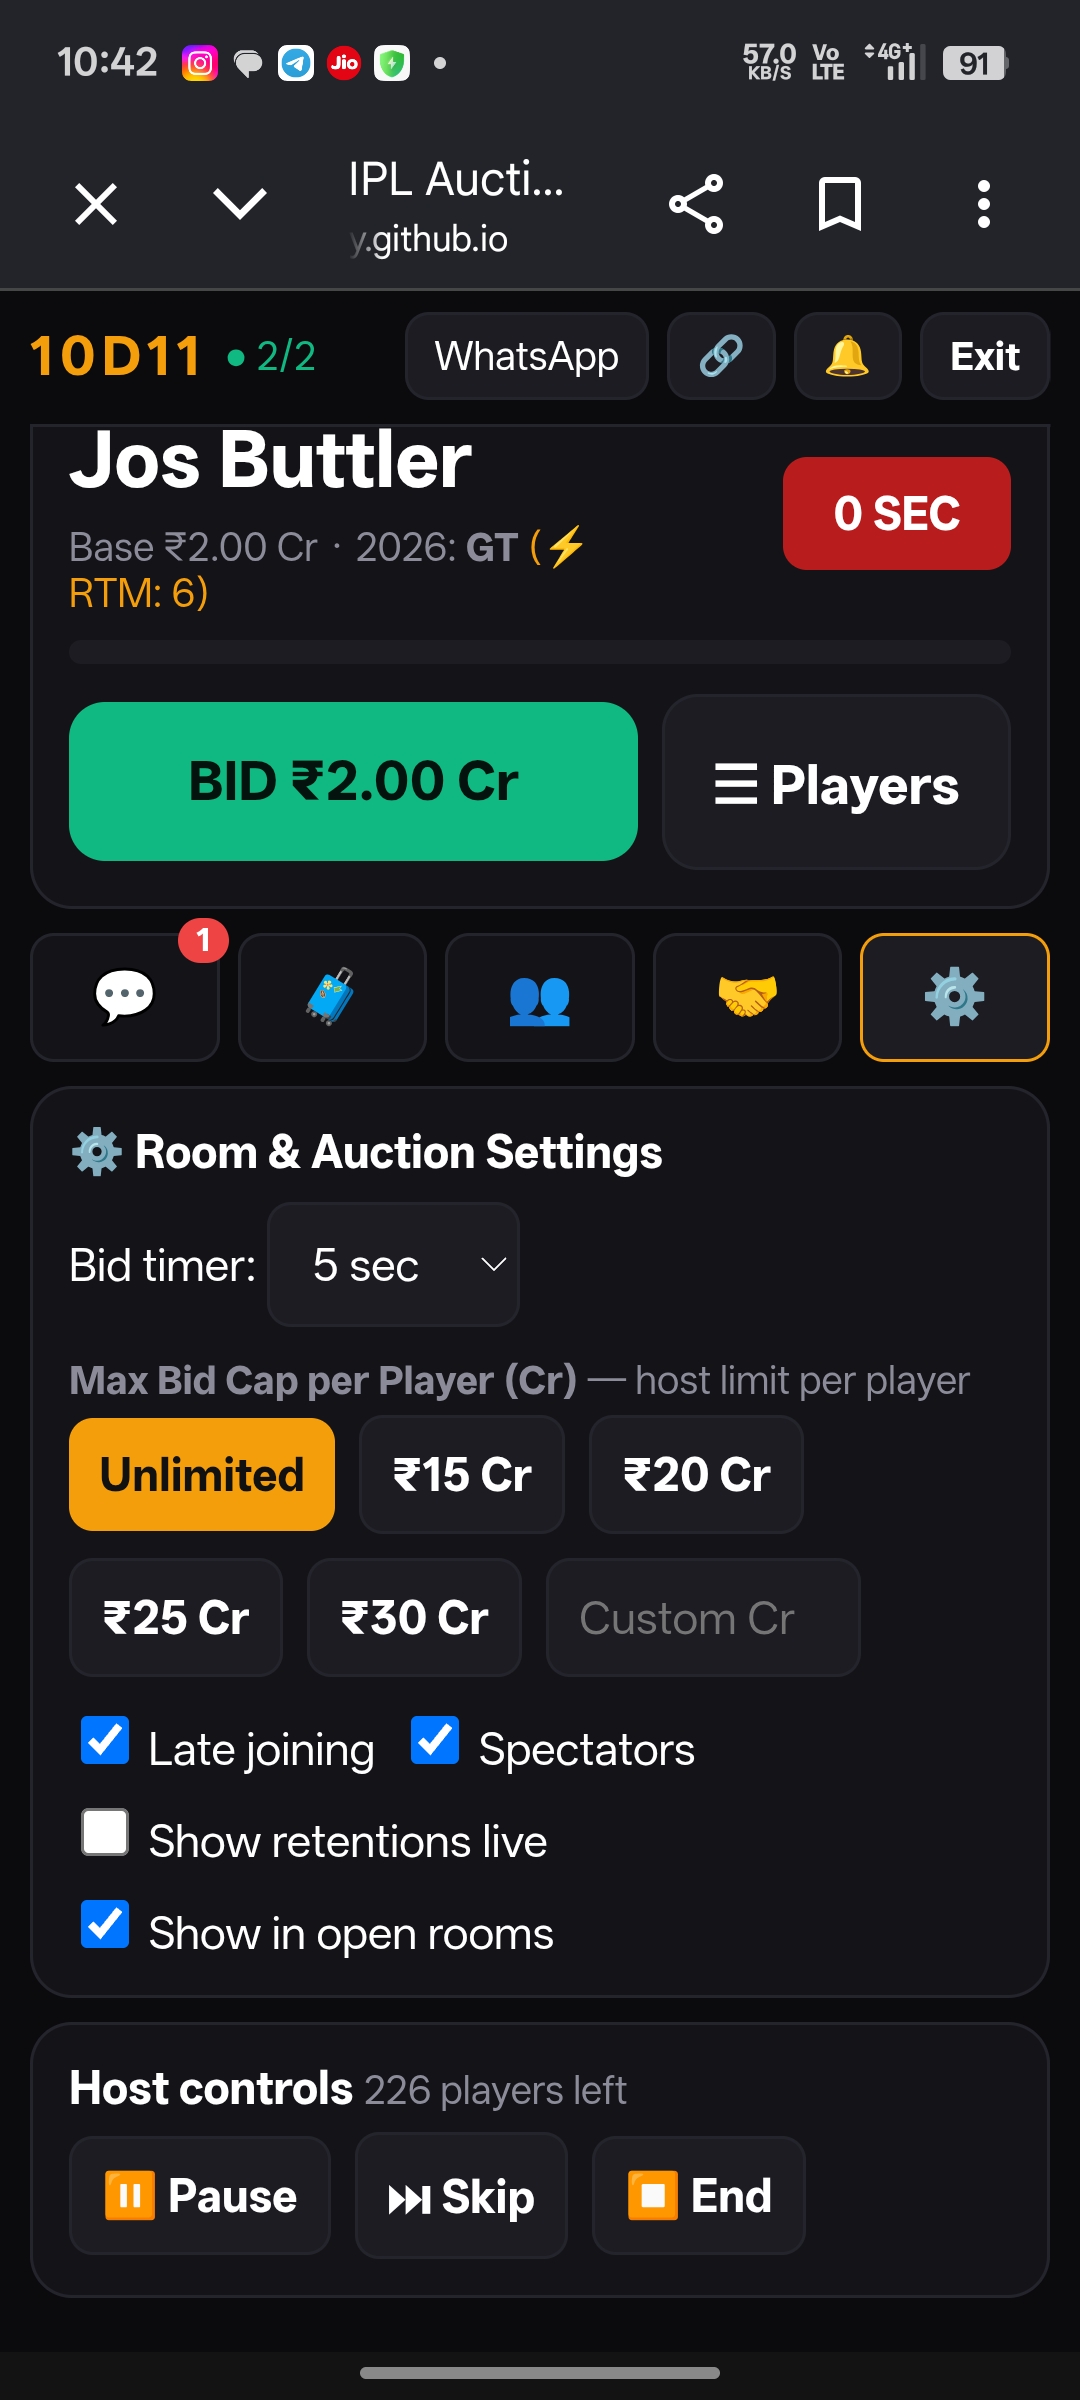 10:42
Jio
57.0 KB/S
Vo LTE
4G+
91
IPL Aucti...
y.github.io
10D11
2/2
WhatsApp
Exit
Jos Buttler
0 SEC
Base ₹2.00 Cr · 2026: GT (⚡
RTM: 6)
BID ₹2.00 Cr
☰ Players
1
⚙️ Room & Auction Settings
Bid timer: 5 sec
Max Bid Cap per Player (Cr) — host limit per player
Unlimited
₹15 Cr
₹20 Cr
₹25 Cr
₹30 Cr
Custom Cr
Late joining
Spectators
Show retentions live
Show in open rooms
Host controls 226 players left
⏸️ Pause
⏭ Skip
⏹️ End